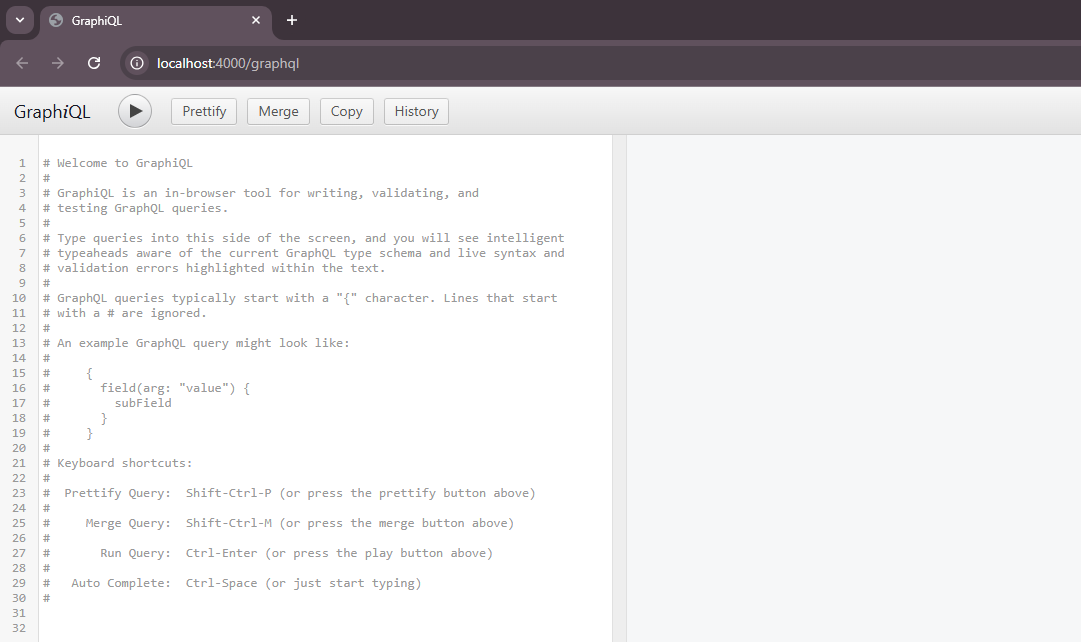 GraphiQL
localhost:4000/graphql
GraphiQL Prettify Merge Copy History
1 # Welcome to GraphiQL
2 #
3 # GraphiQL is an in-browser tool for writing, validating, and
4 # testing GraphQL queries.
5 #
6 # Type queries into this side of the screen, and you will see intelligent
7 # typeaheads aware of the current GraphQL type schema and live syntax and
8 # validation errors highlighted within the text.
9 #
10 # GraphQL queries typically start with a "{" character. Lines that start
11 # with a # are ignored.
12 #
13 # An example GraphQL query might look like:
14 #
15 #     {
16 #       field(arg: "value") {
17 #         subField
18 #       }
19 #     }
20 #
21 # Keyboard shortcuts:
22 #
23 #  Prettify Query:  Shift-Ctrl-P (or press the prettify button above)
24 #
25 #     Merge Query:  Shift-Ctrl-M (or press the merge button above)
26 #
27 #       Run Query:  Ctrl-Enter (or press the play button above)
28 #
29 #   Auto Complete:  Ctrl-Space (or just start typing)
30 #
31
32